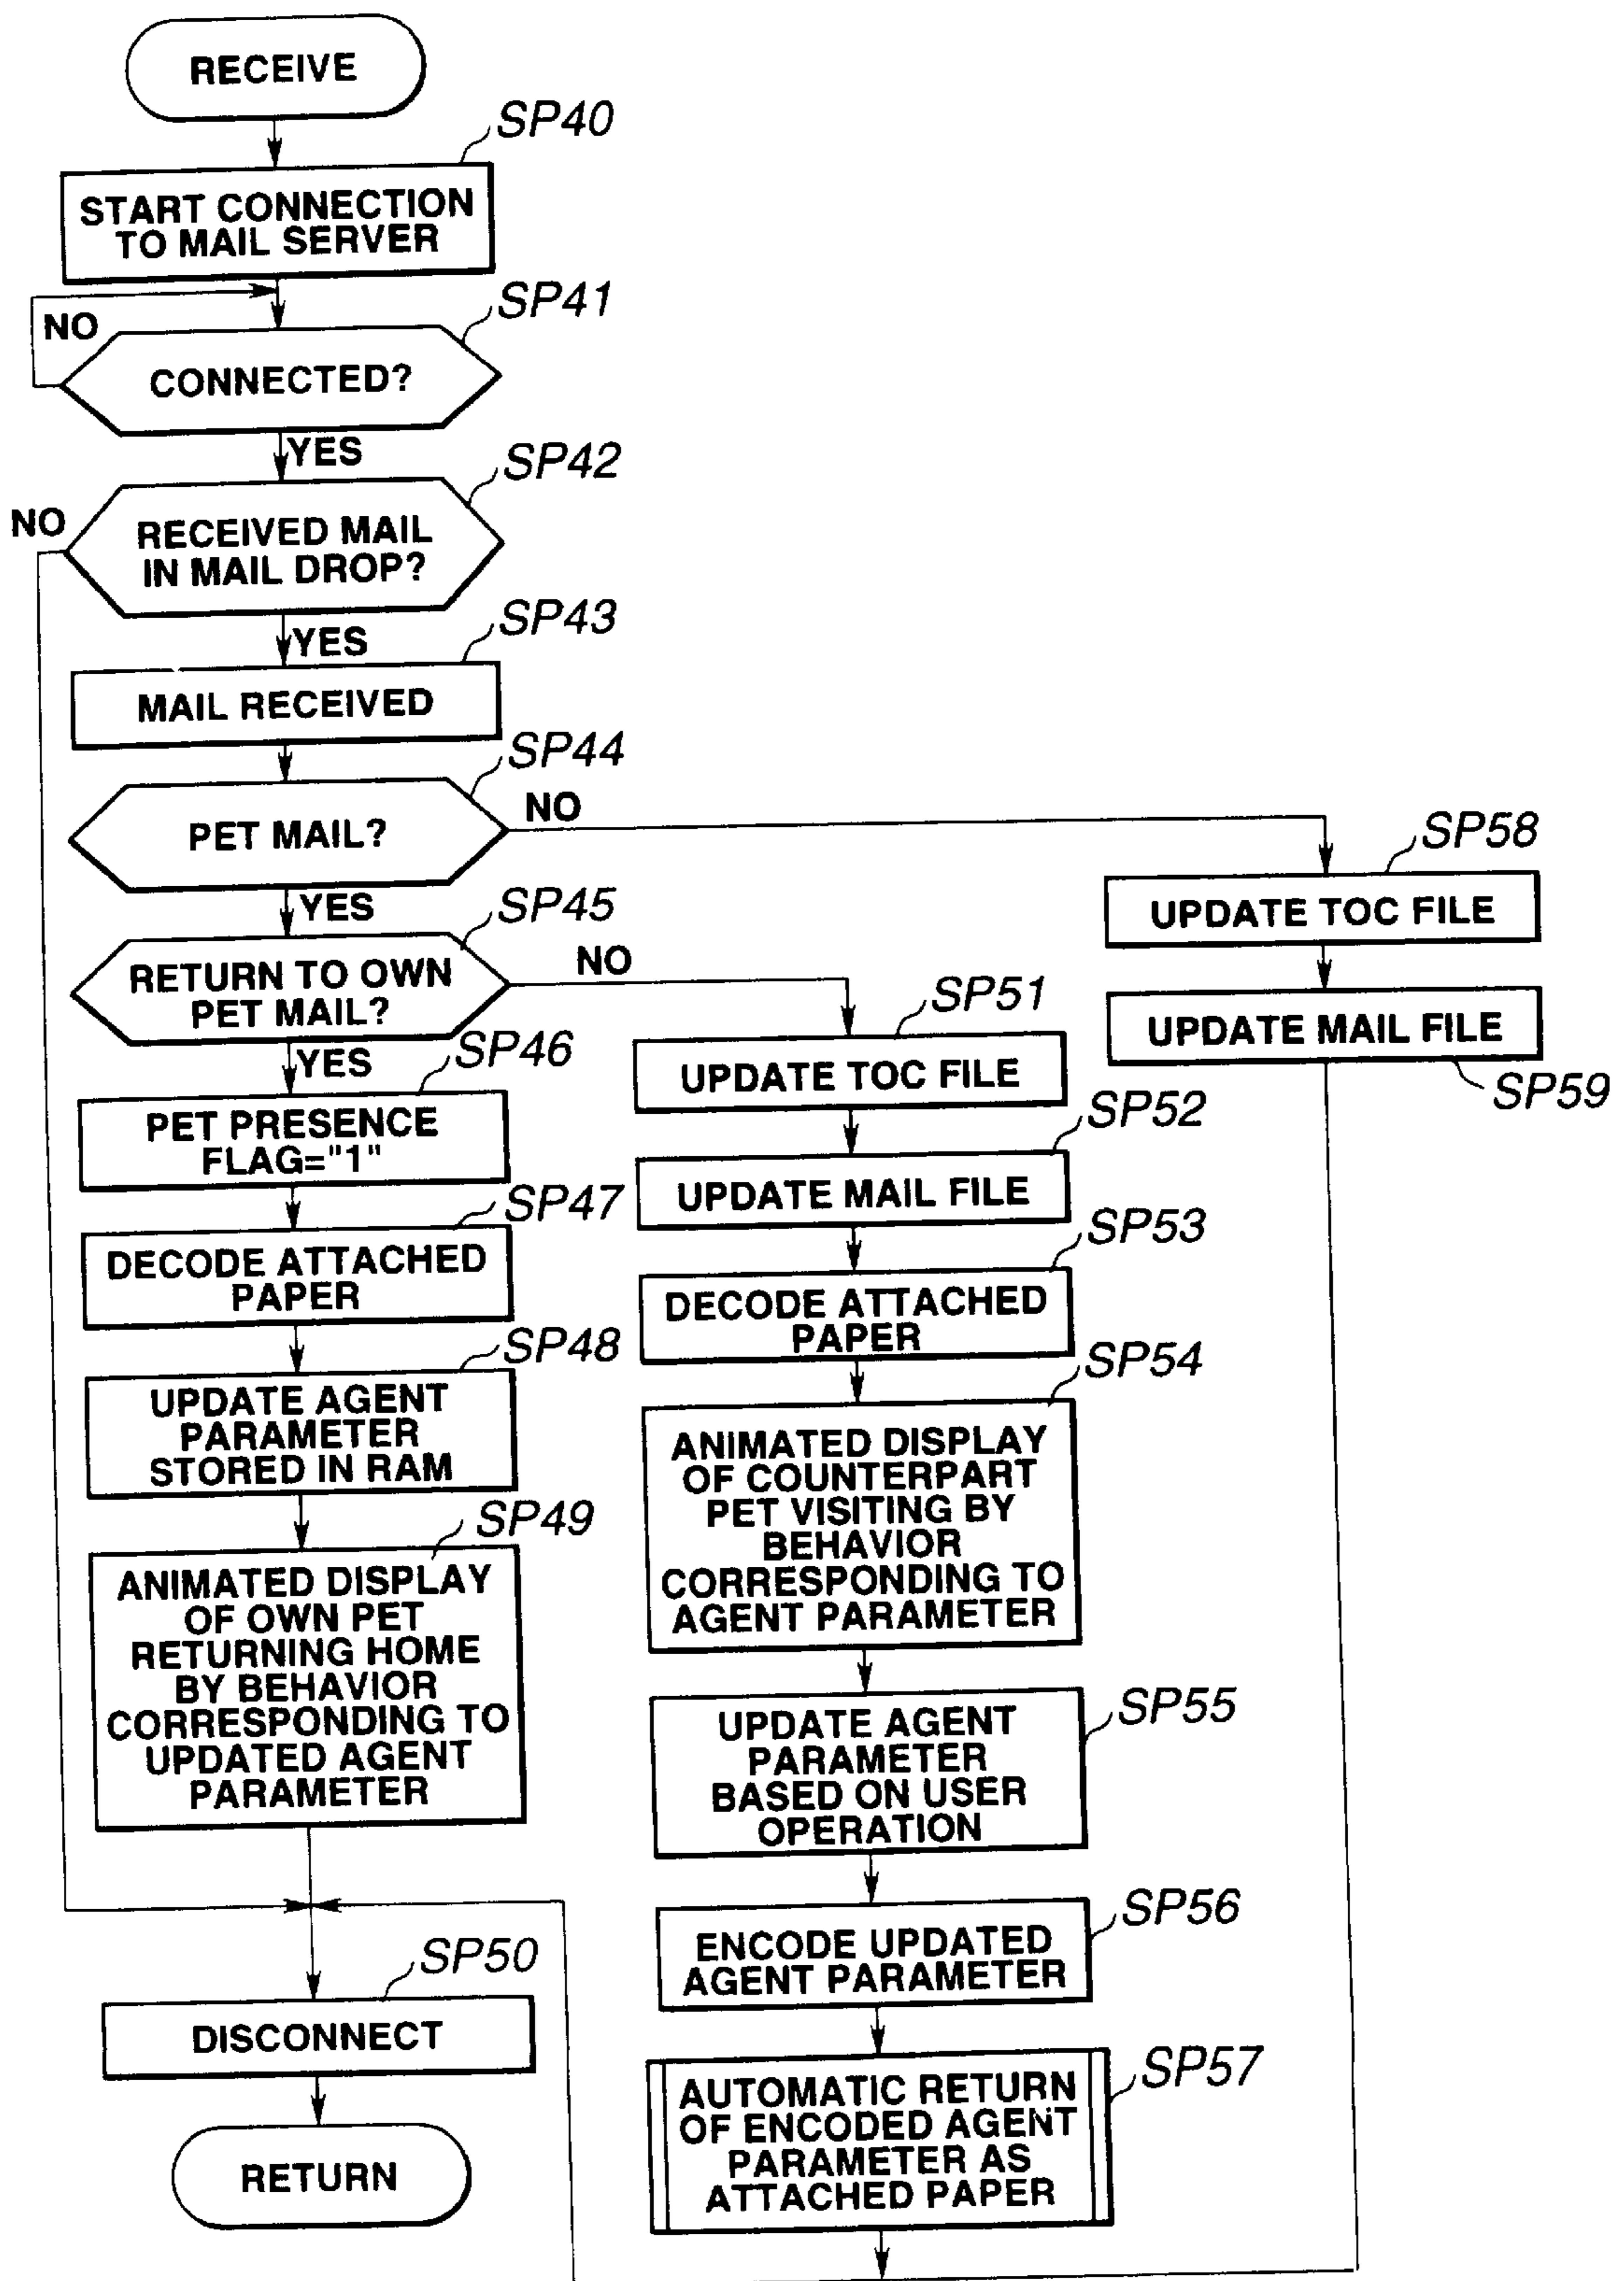 RECEIVE
SP40
START CONNECTION
TO MAIL SERVER
SP41
NO
CONNECTED?
YES
SP42
NO
RECEIVED MAIL
IN MAIL DROP?
YES
SP43
MAIL RECEIVED
SP44
PET MAIL?
NO
YES
SP45
RETURN TO OWN
PET MAIL?
NO
YES
SP46
PET PRESENCE
FLAG="1"
SP47
DECODE ATTACHED
PAPER
SP48
UPDATE AGENT
PARAMETER
STORED IN RAM
SP49
ANIMATED DISPLAY
OF OWN PET
RETURNING HOME
BY BEHAVIOR
CORRESPONDING TO
UPDATED AGENT
PARAMETER
SP50
DISCONNECT
RETURN
SP51
UPDATE TOC FILE
SP52
UPDATE MAIL FILE
SP53
DECODE ATTACHED
PAPER
SP54
ANIMATED DISPLAY
OF COUNTERPART
PET VISITING BY
BEHAVIOR
CORRESPONDING TO
AGENT PARAMETER
SP55
UPDATE AGENT
PARAMETER
BASED ON USER
OPERATION
SP56
ENCODE UPDATED
AGENT PARAMETER
SP57
AUTOMATIC RETURN
OF ENCODED AGENT
PARAMETER AS
ATTACHED PAPER
SP58
UPDATE TOC FILE
UPDATE MAIL FILE
SP59